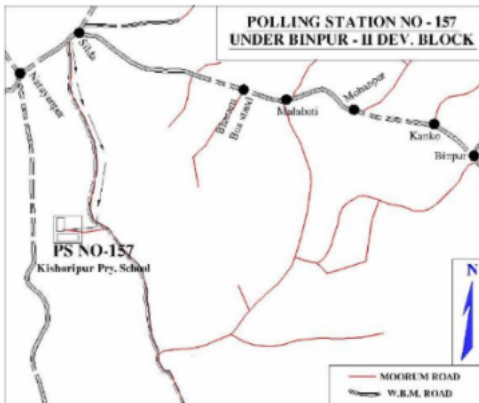 POLLING STATION NO - 157
UNDER BINPUR - II DEV. BLOCK
Silda
Narayanpur
Bus stand
Malabati
Mohanpur
Kanko
Binpur
PS NO-157
Kishoripur Pry. School
N
MOORUM ROAD
W.B.M. ROAD